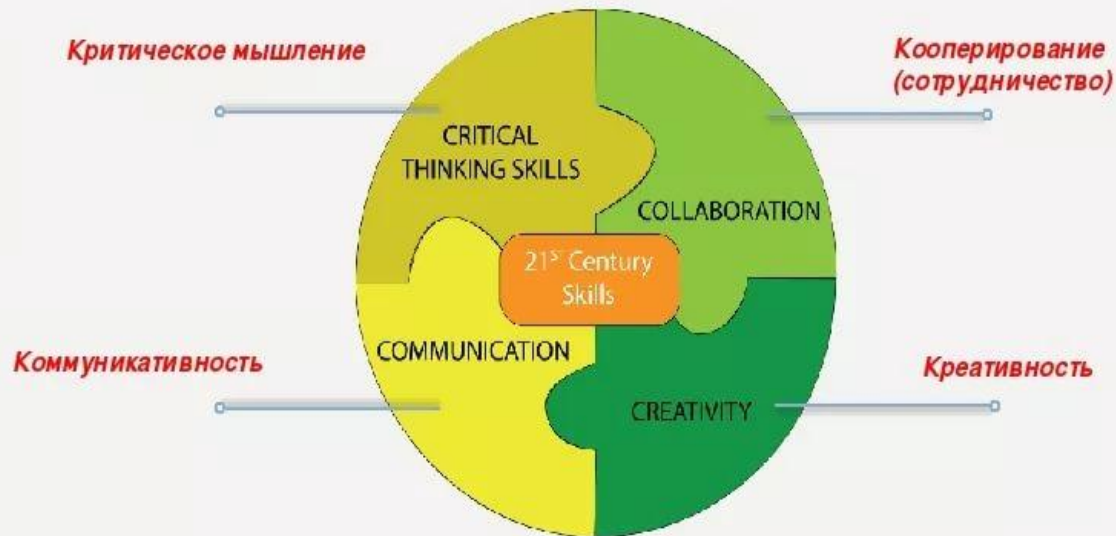 Критическое мышление
Кооперирование
(сотрудничество)
CRITICAL
THINKING SKILLS
COLLABORATION
21ST Century
Skills
COMMUNICATION
CREATIVITY
Коммуникативность
Креативность